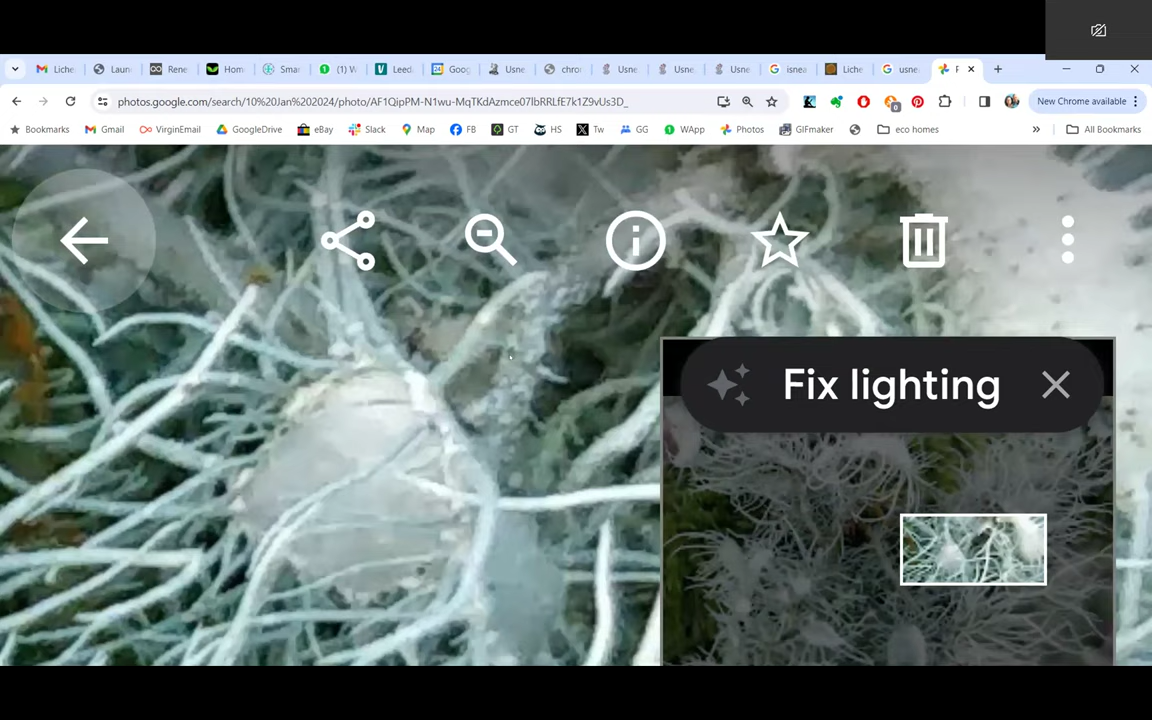 Liche
Laun
Rene
Hom
Smar
(1) W
Leed
Goog
Usne
chro
Usne
Usne
Usne
isnea
Liche
usne
F
photos.google.com/search/10%20Jan%202024/photo/AF1QipPM-N1wu-MqTKdAzmce07lbRRLfE7k1Z9vUs3D_
New Chrome available
Bookmarks
Gmail
VirginEmail
GoogleDrive
eBay
Slack
Map
FB
GT
HS
Tw
GG
WApp
Photos
GIFmaker
eco homes
»
All Bookmarks
Fix lighting